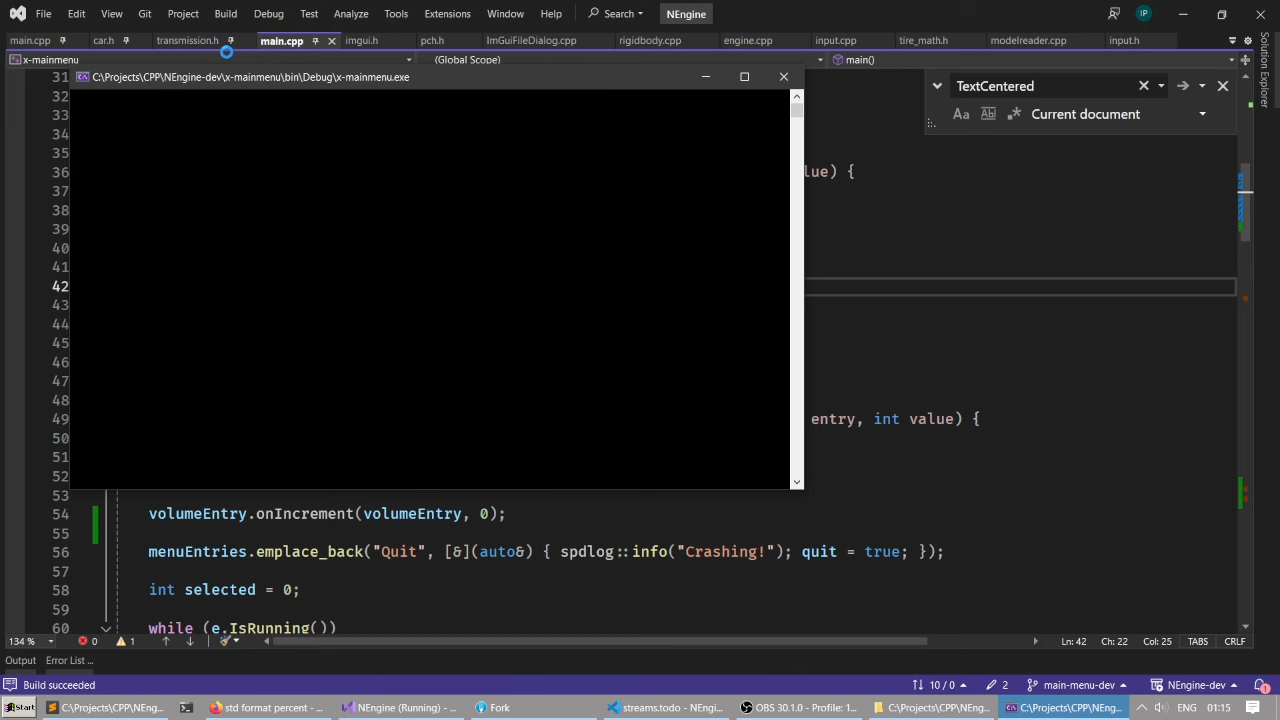 File Edit View Git Project Build Debug Test Analyze Tools Extensions Window Help Search NEngine IP
main.cpp car.h transmission.h main.cpp imgui.h pch.h ImGuiFileDialog.cpp rigidbody.cpp engine.cpp input.cpp tire_math.h modelreader.cpp input.h
x-mainmenu (Global Scope) main()
C:\Projects\CPP\NEngine-dev\x-mainmenu\bin\Debug\x-mainmenu.exe
TextCentered
Aa Ab Current document
Solution Explorer
31
32
33
34
35
36 lue) {
37
38
39
40
41
42
43
44
45
46
47
48
49 entry, int value) {
50
51
52
53
54 volumeEntry.onIncrement(volumeEntry, 0);
55
56 menuEntries.emplace_back("Quit", [&](auto&) { spdlog::info("Crashing!"); quit = true; });
57
58 int selected = 0;
59
60 while (e.IsRunning())
134 % 0 1 Ln: 42 Ch: 22 Col: 25 TABS CRLF
Output Error List ...
Build succeeded 10 / 0 2 main-menu-dev NEngine-dev 1
Start C:\Projects\CPP\NEng... std format percent - ... NEngine (Running) - ... Fork streams.todo - NEngi... OBS 30.1.0 - Profile: 1... C:\Projects\CPP\NEng... C:\Projects\CPP\NEng... ENG 01:15